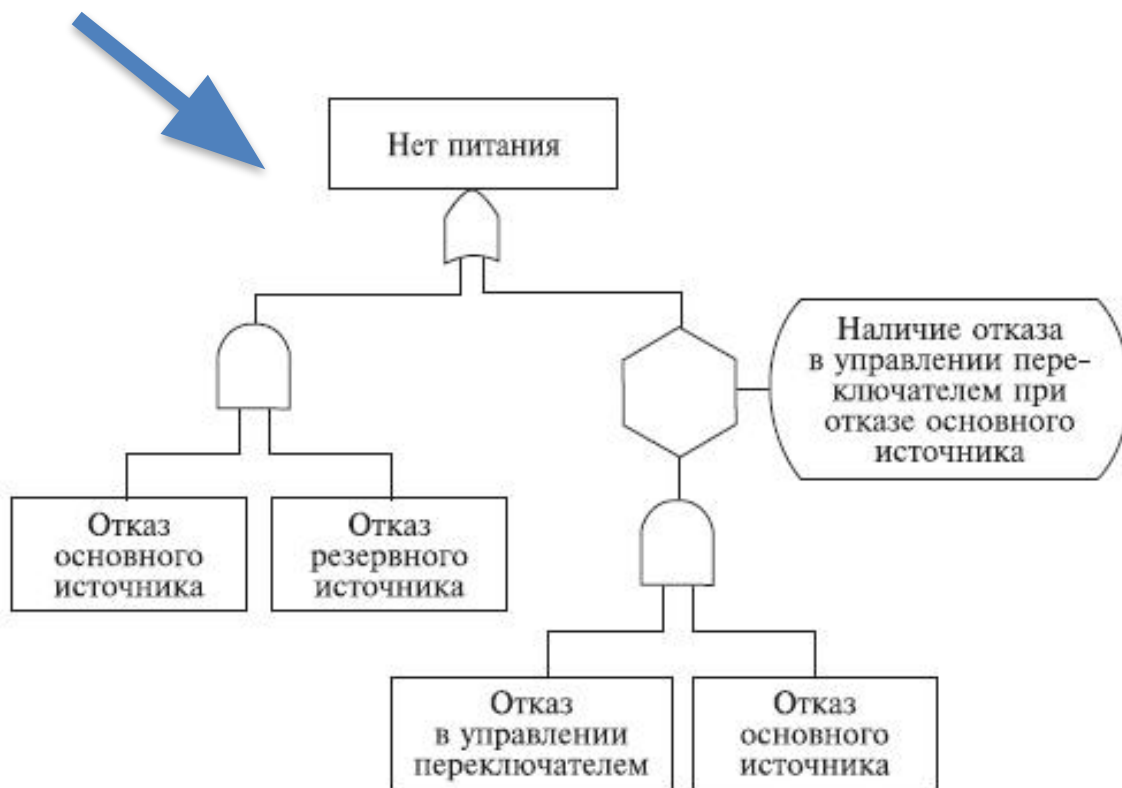 Нет питания
Наличие отказа
в управлении пере-
ключателем при
отказе основного
источника
Отказ
основного
источника
Отказ
резервного
источника
Отказ
в управлении
переключателем
Отказ
основного
источника